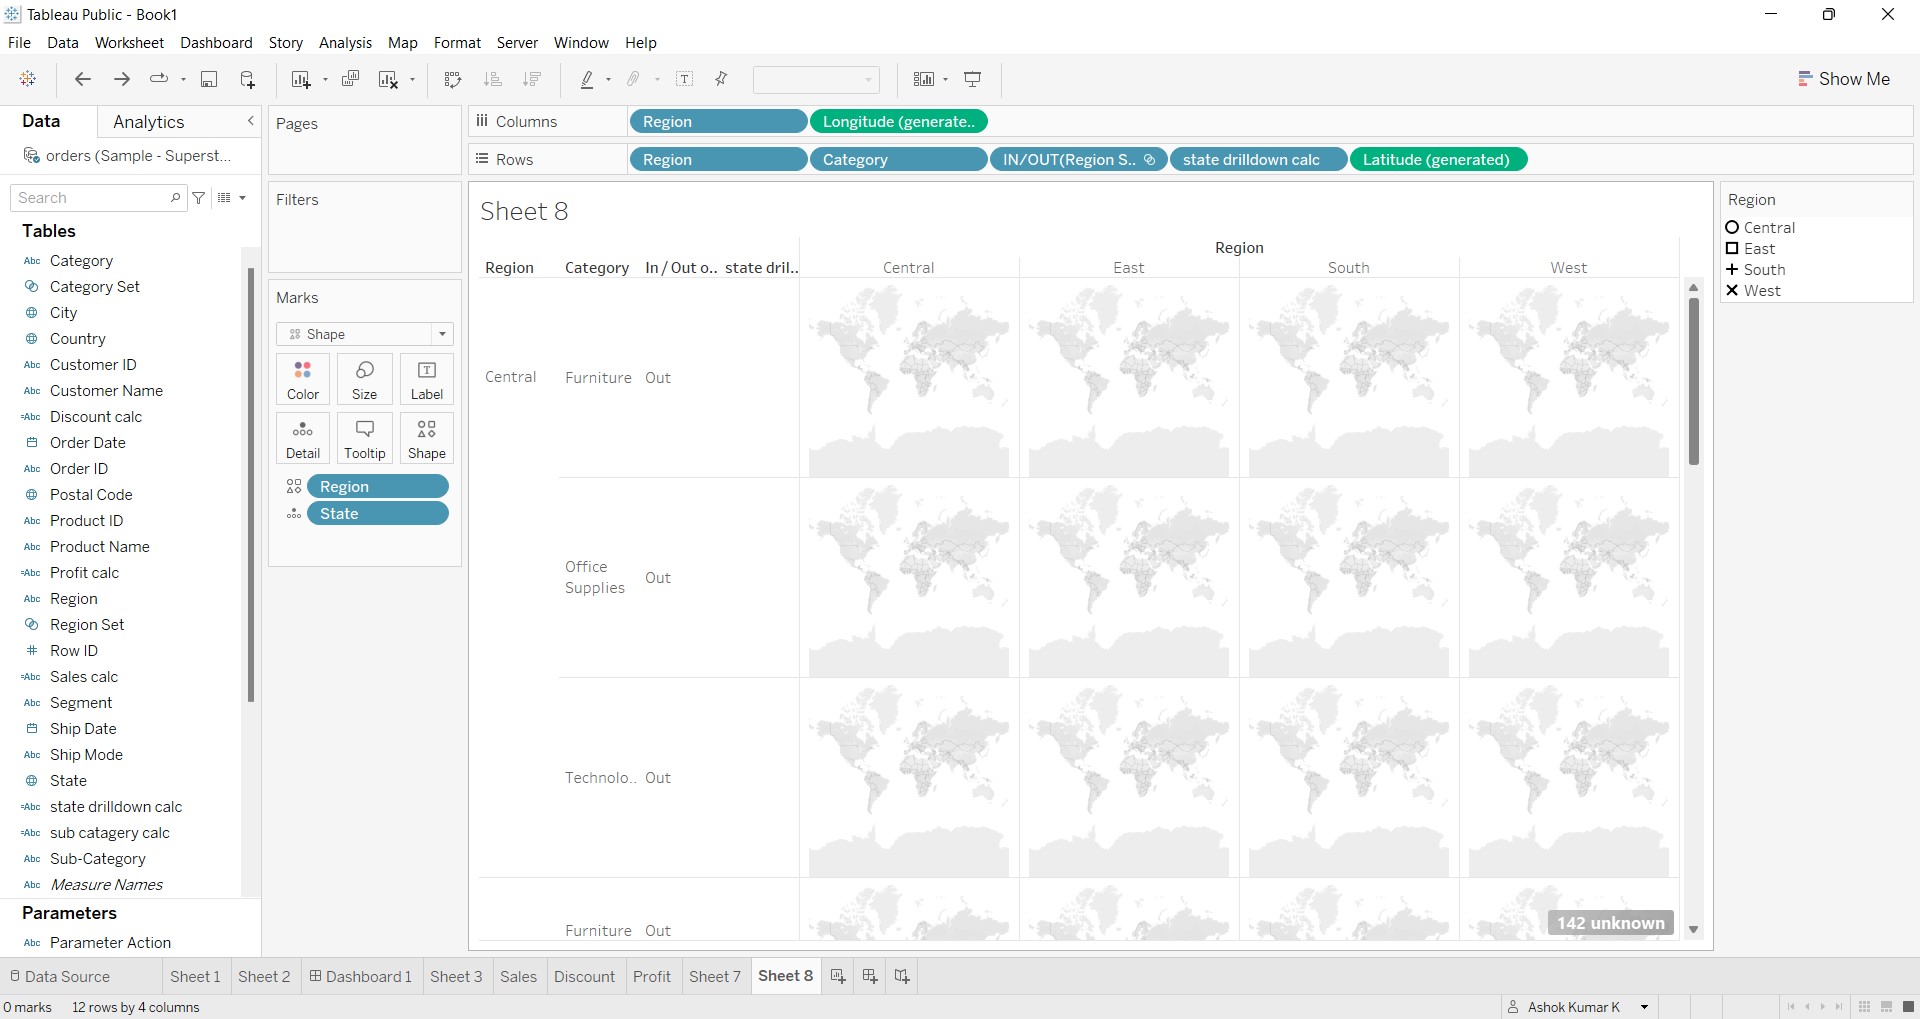 Tableau Public - Book1
File Data Worksheet Dashboard Story Analysis Map Format Server Window Help
Show Me
Data Analytics
orders (Sample - Superst...
Search
Tables
Abc Category
Category Set
City
Country
Abc Customer ID
Abc Customer Name
=Abc Discount calc
Order Date
Abc Order ID
Postal Code
Abc Product ID
Abc Product Name
=Abc Profit calc
Abc Region
Region Set
# Row ID
=Abc Sales calc
Abc Segment
Ship Date
Abc Ship Mode
State
=Abc state drilldown calc
=Abc sub catagery calc
Abc Sub-Category
Abc Measure Names
Parameters
Abc Parameter Action
Pages
Filters
Marks
Shape
Color Size Label
Detail Tooltip Shape
Region
State
Columns Region Longitude (generate..
Rows Region Category IN/OUT(Region S.. state drilldown calc Latitude (generated)
Sheet 8
Region
Region Category In / Out o.. state dril.. Central East South West
Central Furniture Out
Office
Supplies Out
Technolo.. Out
Furniture Out
142 unknown
Region
Central
East
South
West
Data Source Sheet 1 Sheet 2 Dashboard 1 Sheet 3 Sales Discount Profit Sheet 7 Sheet 8
0 marks 12 rows by 4 columns Ashok Kumar K